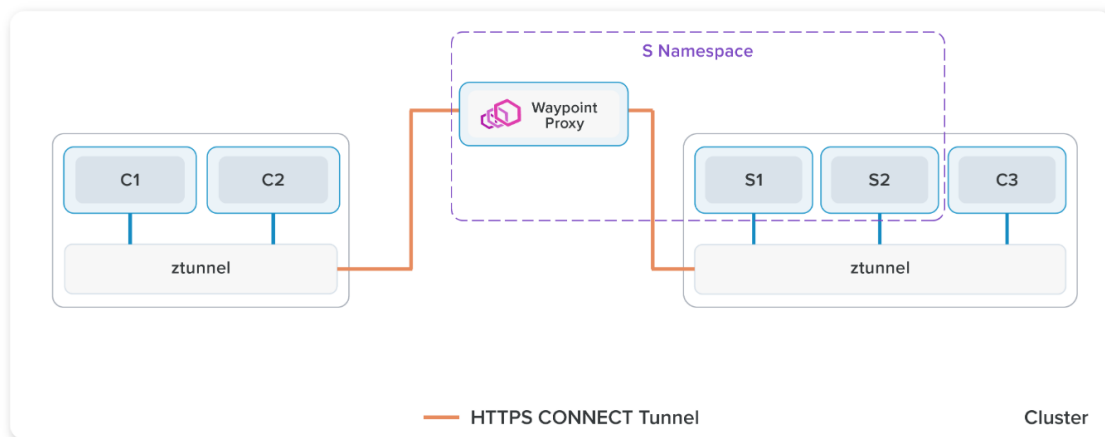 S Namespace
Waypoint
Proxy
C1
C2
S1
S2
C3
ztunnel
ztunnel
HTTPS CONNECT Tunnel
Cluster